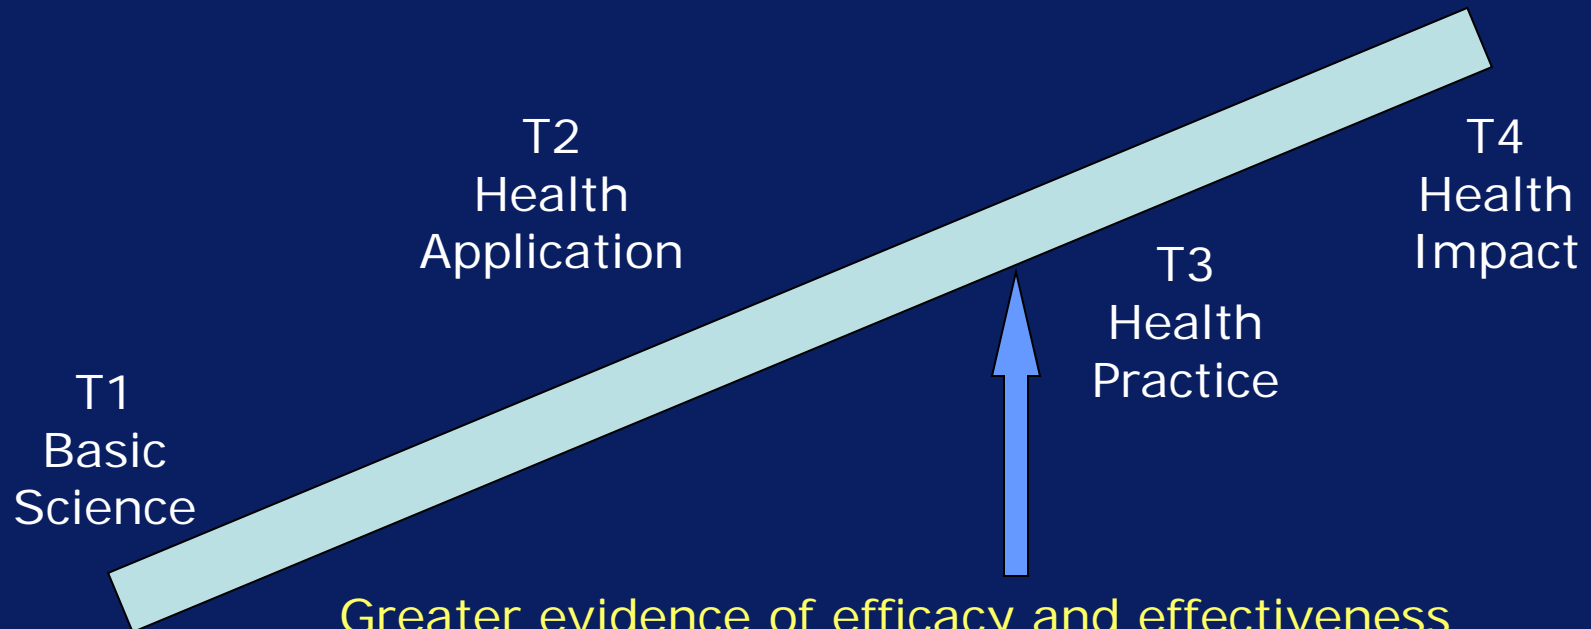 T1
Basic
Science
T2
Health
Application
T3
Health
Practice
T4
Health
Impact
Greater evidence of efficacy and effectiveness